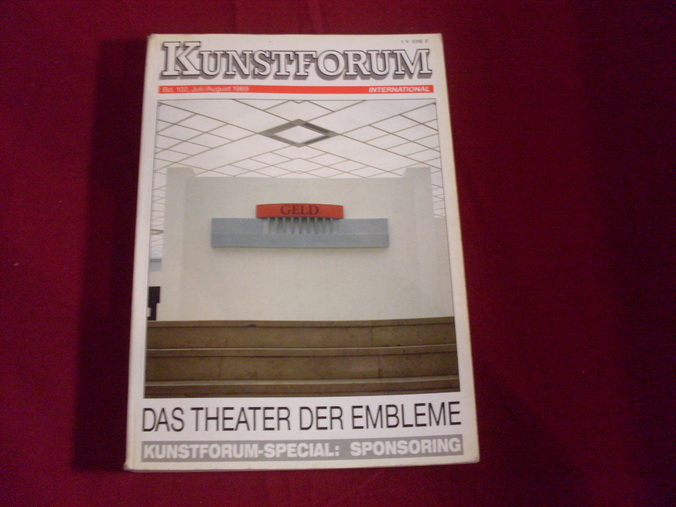 KUNSTFORUM
Bd. 102, Juli/August 1989 INTERNATIONAL
GELD
DAS THEATER DER EMBLEME
KUNSTFORUM-SPECIAL: SPONSORING